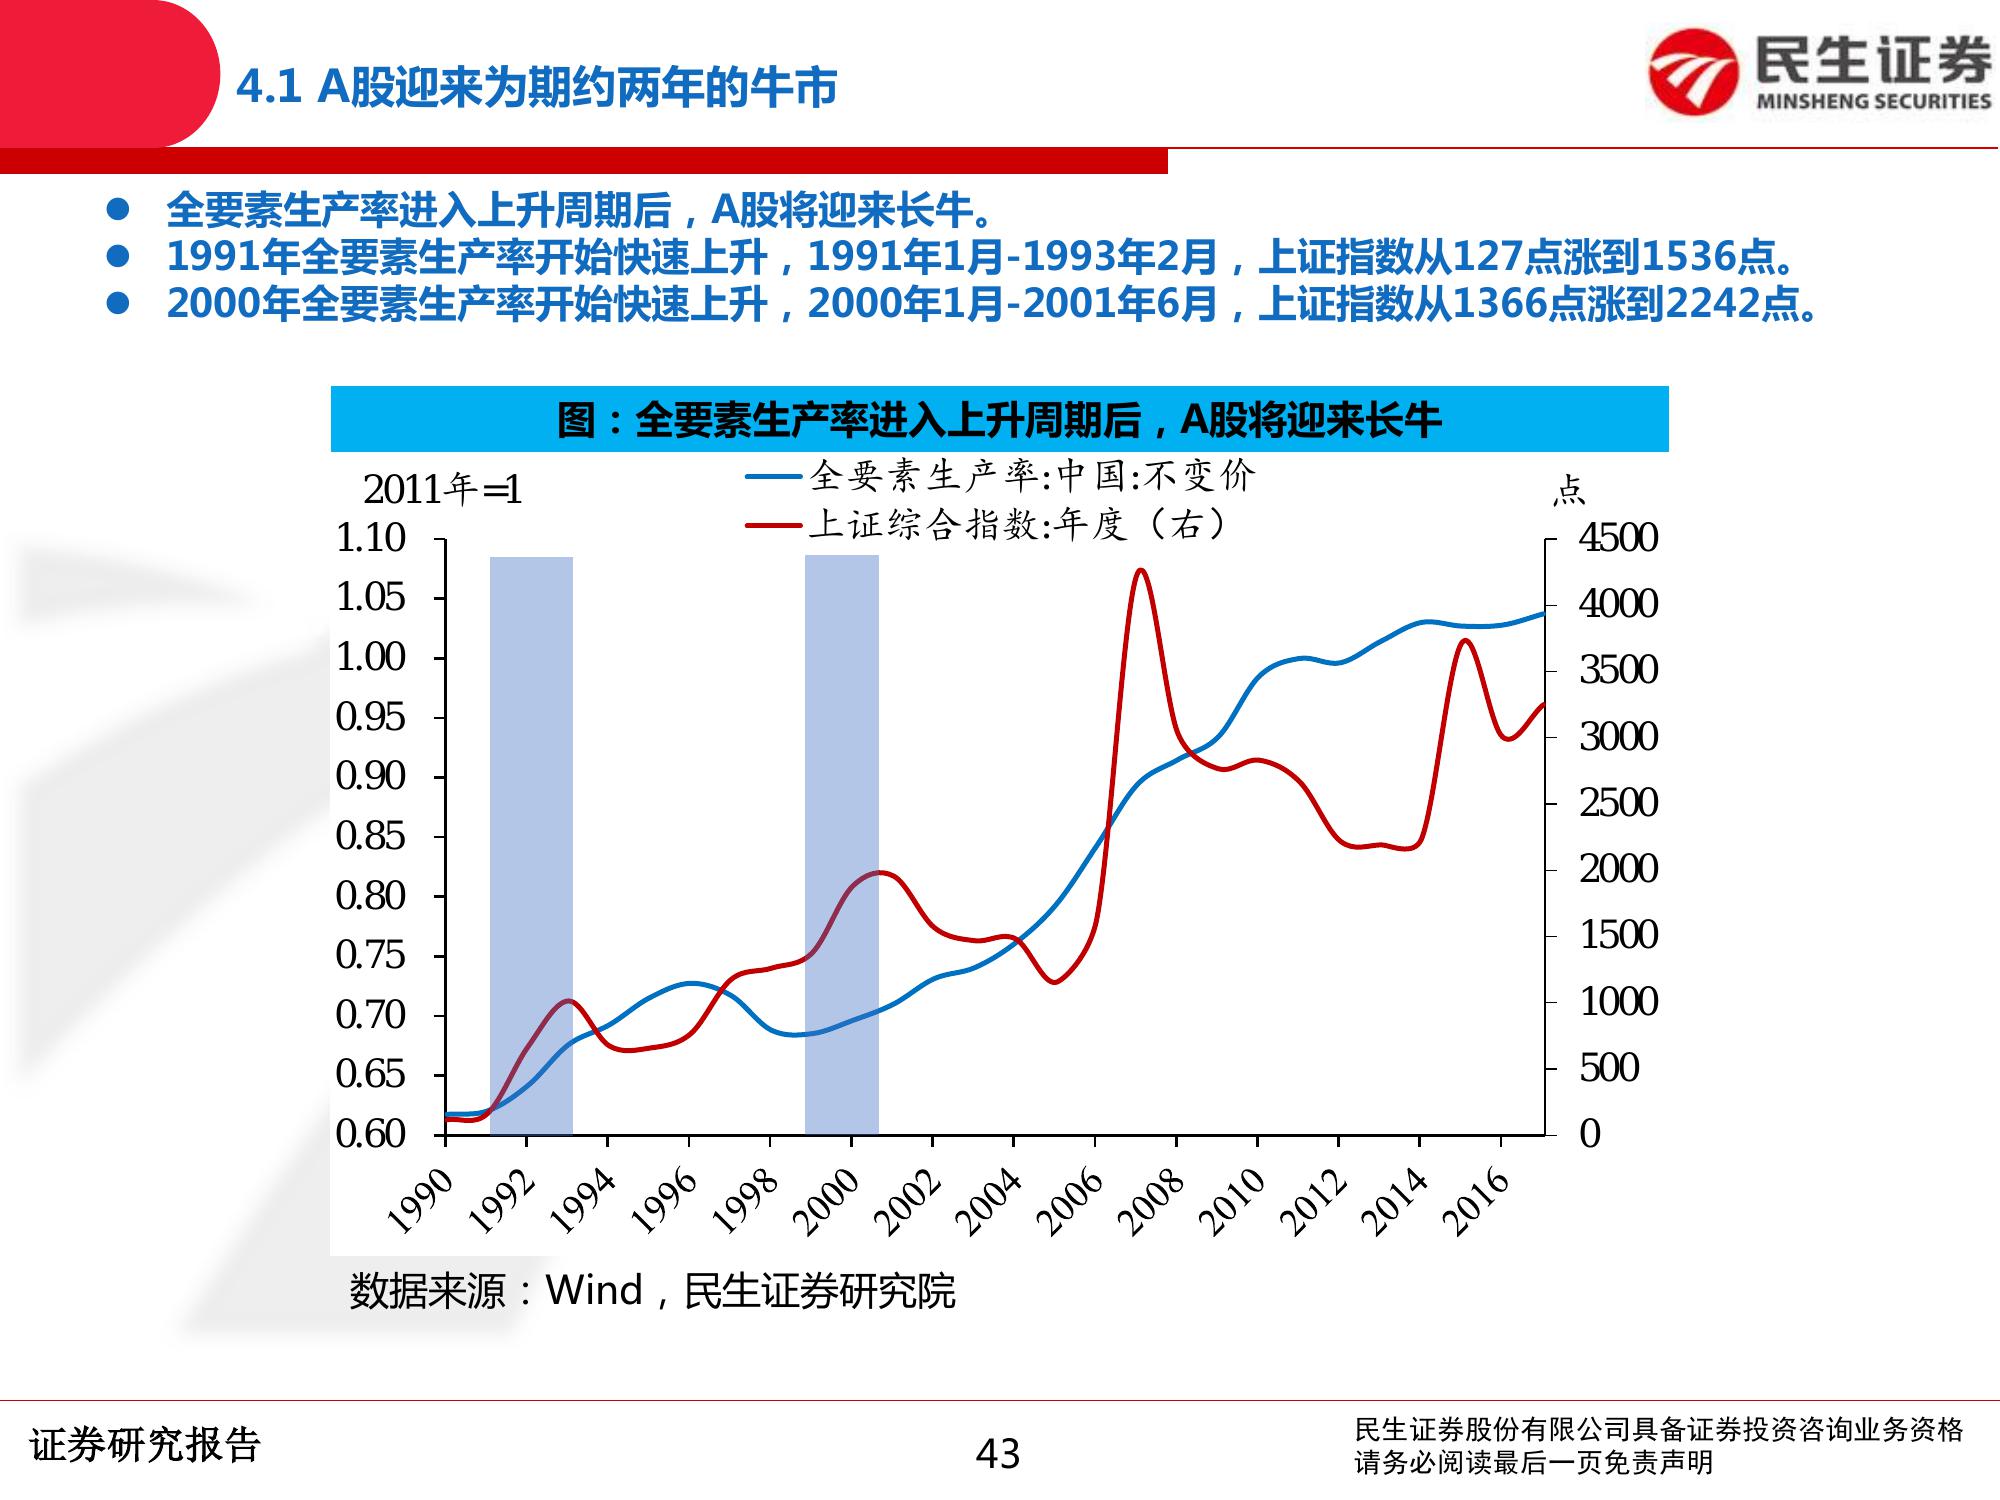 4.1 A股迎来为期约两年的牛市
民生证券
MINSHENG SECURITIES
● 全要素生产率进入上升周期后，A股将迎来长牛。
● 1991年全要素生产率开始快速上升，1991年1月-1993年2月，上证指数从127点涨到1536点。
● 2000年全要素生产率开始快速上升，2000年1月-2001年6月，上证指数从1366点涨到2242点。
图：全要素生产率进入上升周期后，A股将迎来长牛
2011年=1
全要素生产率:中国:不变价
上证综合指数:年度（右）
点
1.10
1.05
1.00
0.95
0.90
0.85
0.80
0.75
0.70
0.65
0.60
4500
4000
3500
3000
2500
2000
1500
1000
500
0
1990 1992 1994 1996 1998 2000 2002 2004 2006 2008 2010 2012 2014 2016
数据来源：Wind，民生证券研究院
证券研究报告
43
民生证券股份有限公司具备证券投资咨询业务资格
请务必阅读最后一页免责声明